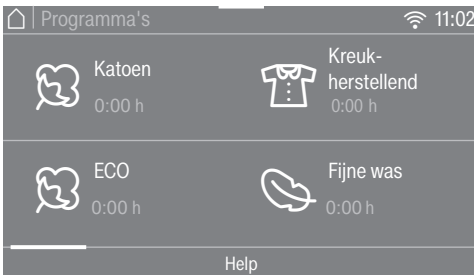 Programma's
11:02
Katoen
0:00 h
Kreuk-
herstellend
0:00 h
ECO
0:00 h
Fijne was
0:00 h
Help